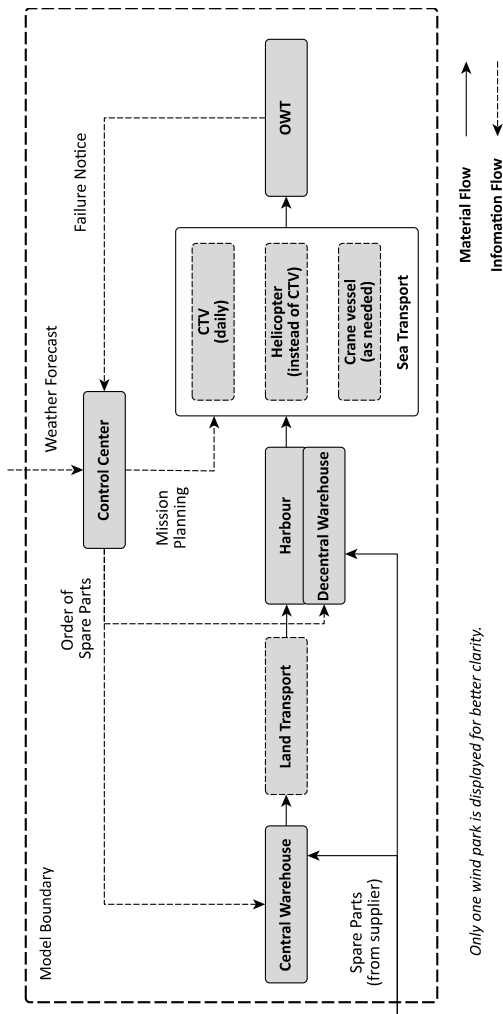 Model Boundary
Weather Forecast
Failure Notice
Order of
Spare Parts
Control Center
Mission
Planning
Central Warehouse
Land Transport
Harbour
Decentral Warehouse
CTV
(daily)
Helicopter
(instead of CTV)
Crane vessel
(as needed)
Sea Transport
OWT
Spare Parts
(from supplier)
Only one wind park is displayed for better clarity.
Material Flow
Infomation Flow